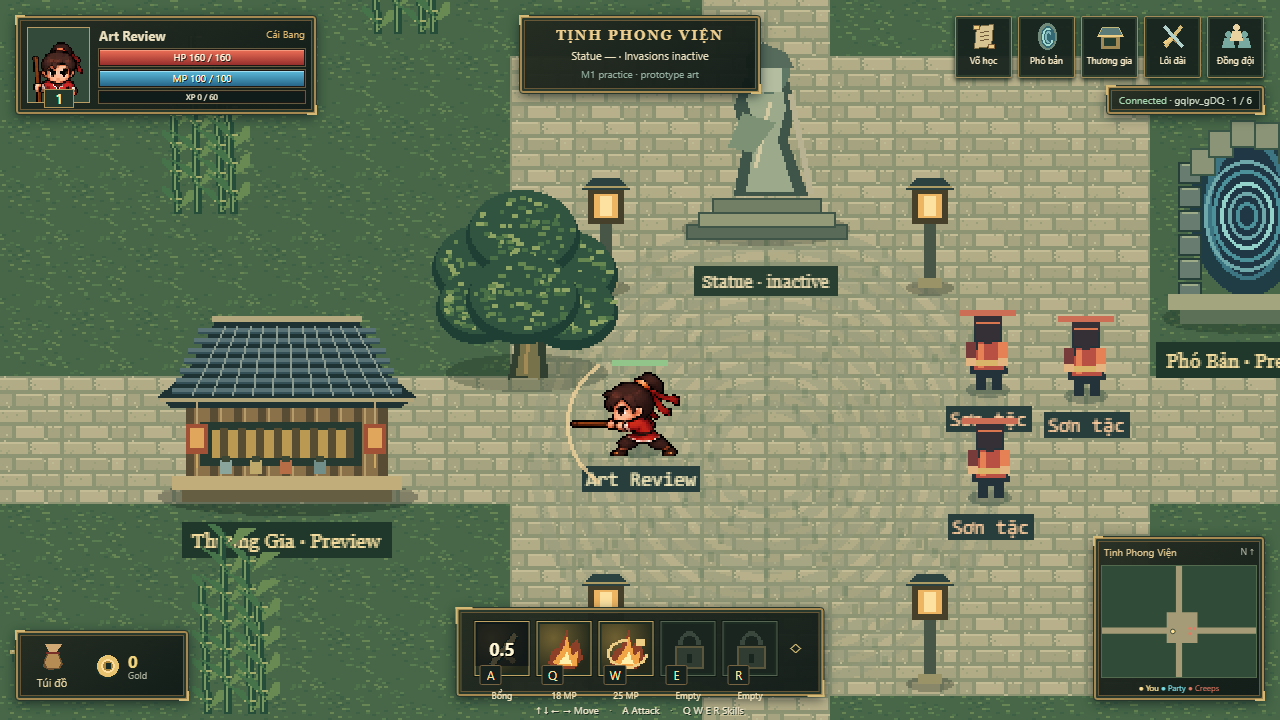 Art Review
Cái Bang
HP 160 / 160
MP 100 / 100
1
XP 0 / 60
TỊNH PHONG VIỆN
Statue — · Invasions inactive
M1 practice · prototype art
Võ học
Phó bản
Thương gia
Lôi đài
Đồng đội
Connected · gqlpv_gDQ · 1 / 6
Statue · inactive
Phó Bản ·
Sơn tặc
Sơn tặc
Art Review
Sơn tặc
Gia · Preview
Tịnh Phong Viện
N ↑
0.5
A
Q
W
E
R
Bổng
18 MP
25 MP
Empty
Empty
Túi đồ
0
Gold
● You ● Party ● Creeps
↑↓←→ Move
A Attack
Q W E R Skills